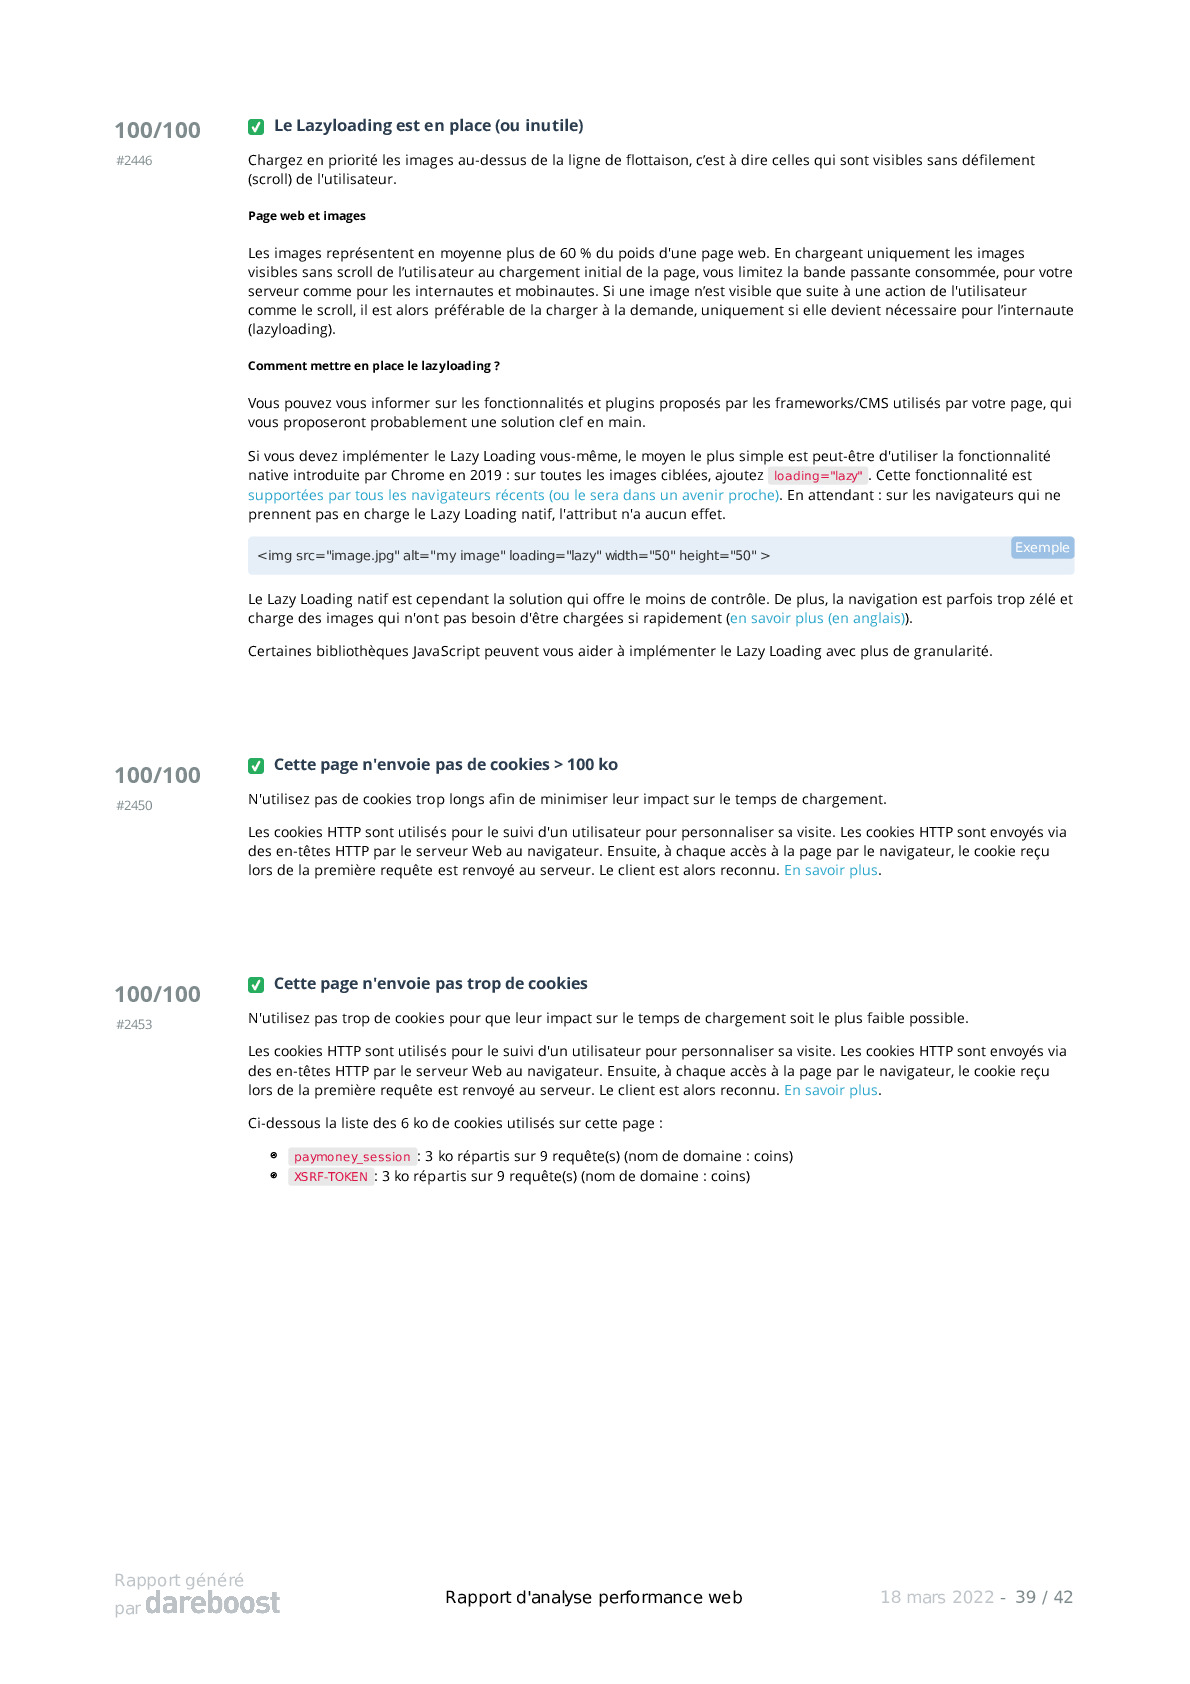 100/100
#2446
Le Lazyloading est en place (ou inutile)
Chargez en priorité les images au-dessus de la ligne de flottaison, c’est à dire celles qui sont visibles sans défilement
(scroll) de l'utilisateur.
Page web et images
Les images représentent en moyenne plus de 60 % du poids d'une page web. En chargeant uniquement les images
visibles sans scroll de l’utilisateur au chargement initial de la page, vous limitez la bande passante consommée, pour votre
serveur comme pour les internautes et mobinautes. Si une image n’est visible que suite à une action de l'utilisateur
comme le scroll, il est alors préférable de la charger à la demande, uniquement si elle devient nécessaire pour l’internaute
(lazyloading).
Comment mettre en place le lazyloading ?
Vous pouvez vous informer sur les fonctionnalités et plugins proposés par les frameworks/CMS utilisés par votre page, qui
vous proposeront probablement une solution clef en main.
Si vous devez implémenter le Lazy Loading vous-même, le moyen le plus simple est peut-être d'utiliser la fonctionnalité
native introduite par Chrome en 2019 : sur toutes les images ciblées, ajoutez loading="lazy" . Cette fonctionnalité est
supportées par tous les navigateurs récents (ou le sera dans un avenir proche). En attendant : sur les navigateurs qui ne
prennent pas en charge le Lazy Loading natif, l'attribut n'a aucun effet.
Exemple
<img src="image.jpg" alt="my image" loading="lazy" width="50" height="50" >
Le Lazy Loading natif est cependant la solution qui offre le moins de contrôle. De plus, la navigation est parfois trop zélé et
charge des images qui n'ont pas besoin d'être chargées si rapidement (en savoir plus (en anglais)).
Certaines bibliothèques JavaScript peuvent vous aider à implémenter le Lazy Loading avec plus de granularité.
100/100
#2450
Cette page n'envoie pas de cookies > 100 ko
N'utilisez pas de cookies trop longs afin de minimiser leur impact sur le temps de chargement.
Les cookies HTTP sont utilisés pour le suivi d'un utilisateur pour personnaliser sa visite. Les cookies HTTP sont envoyés via
des en-têtes HTTP par le serveur Web au navigateur. Ensuite, à chaque accès à la page par le navigateur, le cookie reçu
lors de la première requête est renvoyé au serveur. Le client est alors reconnu. En savoir plus.
100/100
#2453
Cette page n'envoie pas trop de cookies
N'utilisez pas trop de cookies pour que leur impact sur le temps de chargement soit le plus faible possible.
Les cookies HTTP sont utilisés pour le suivi d'un utilisateur pour personnaliser sa visite. Les cookies HTTP sont envoyés via
des en-têtes HTTP par le serveur Web au navigateur. Ensuite, à chaque accès à la page par le navigateur, le cookie reçu
lors de la première requête est renvoyé au serveur. Le client est alors reconnu. En savoir plus.
Ci-dessous la liste des 6 ko de cookies utilisés sur cette page :
paymoney_session : 3 ko répartis sur 9 requête(s) (nom de domaine : coins)
XSRF-TOKEN : 3 ko répartis sur 9 requête(s) (nom de domaine : coins)
Rapport généré
par dareboost
Rapport d'analyse performance web
18 mars 2022 - 39 / 42